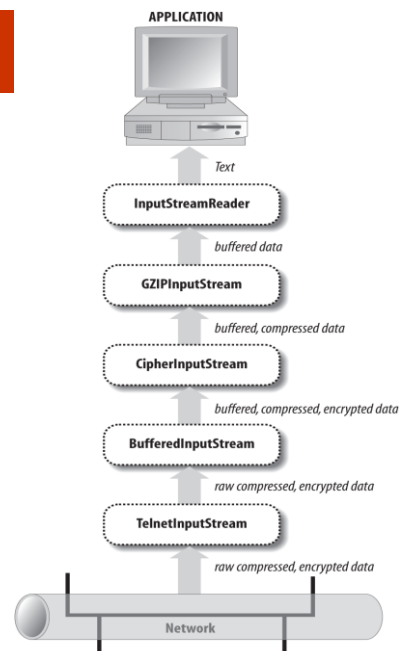 APPLICATION
Text
InputStreamReader
buffered data
GZIPInputStream
buffered, compressed data
CipherInputStream
buffered, compressed, encrypted data
BufferedInputStream
raw compressed, encrypted data
TelnetInputStream
raw compressed, encrypted data
Network